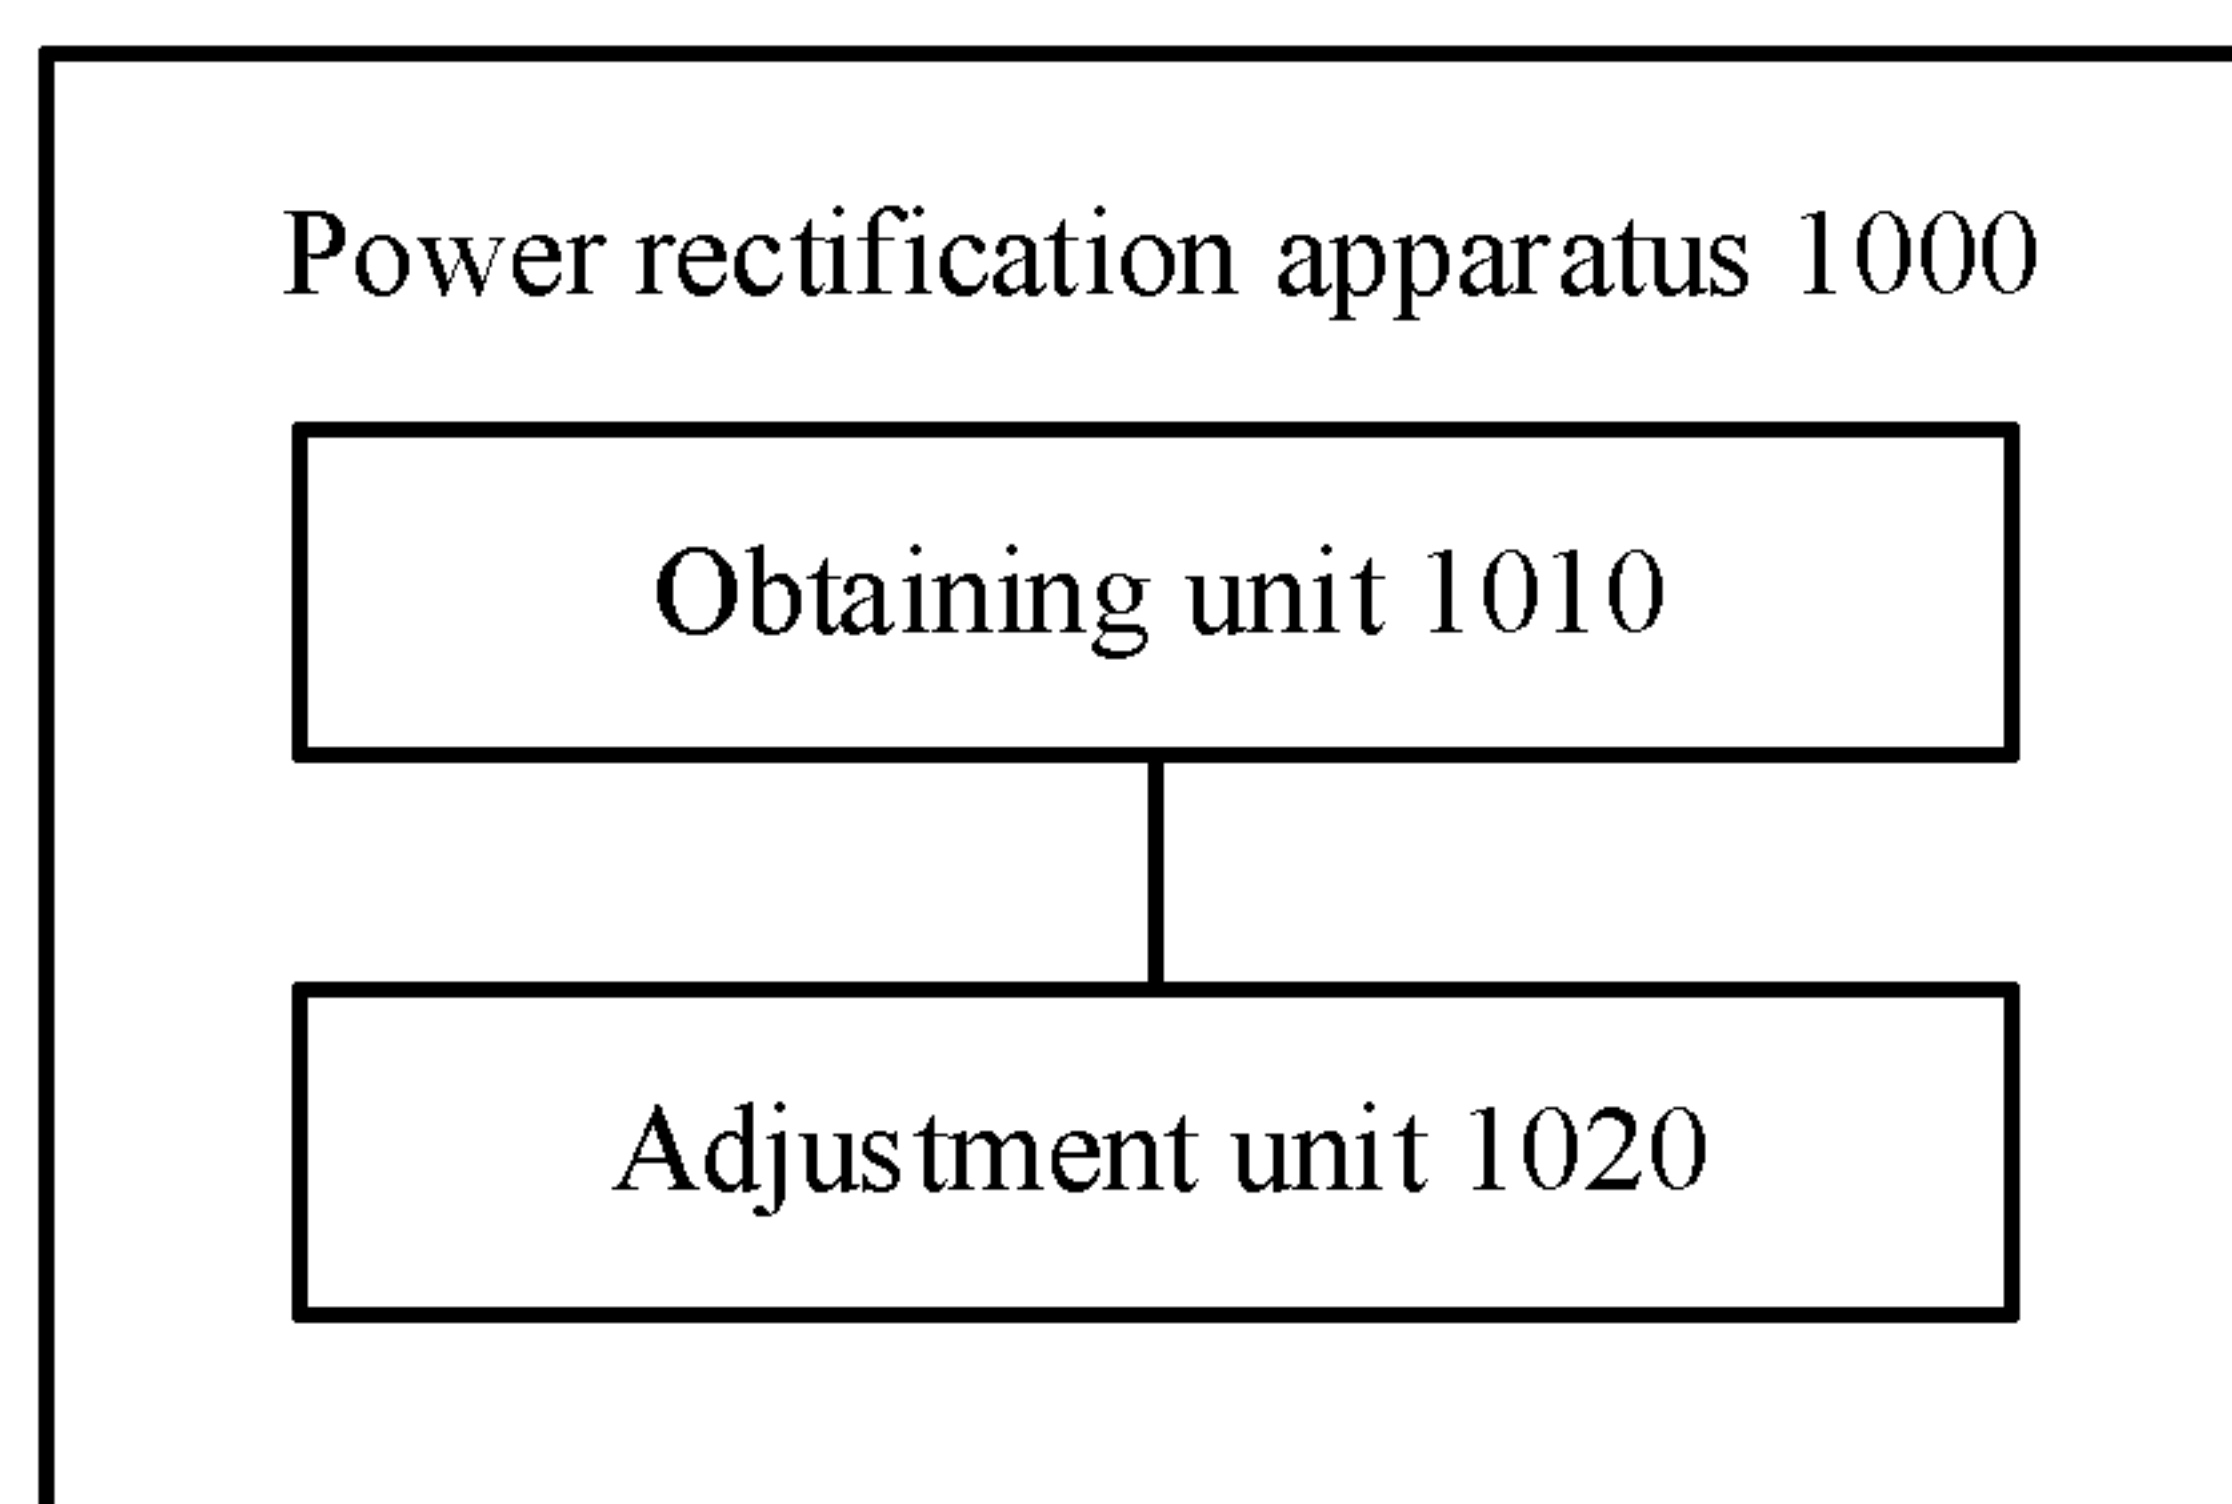 Power rectification apparatus 1000
Obtaining unit 1010
Adjustment unit 1020